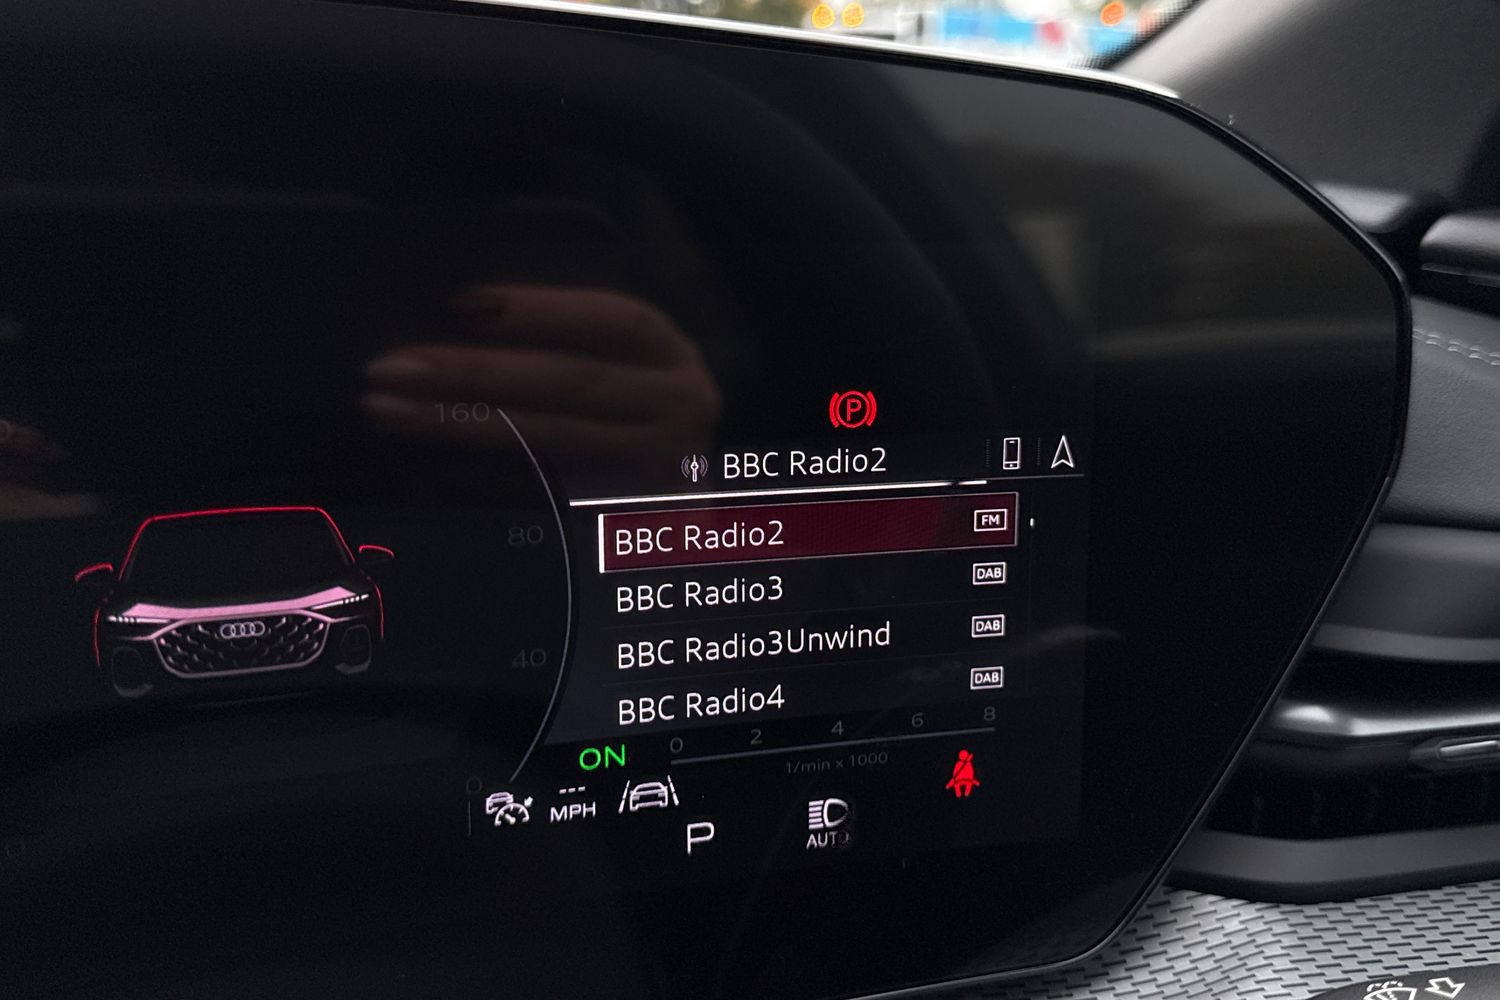 160
P
BBC Radio2
BBC Radio2 FM
80
BBC Radio3 DAB
BBC Radio3Unwind DAB
40
BBC Radio4 DAB
ON
0 2 4 6 8
1/min x 1000
0
---
MPH
P
AUTO